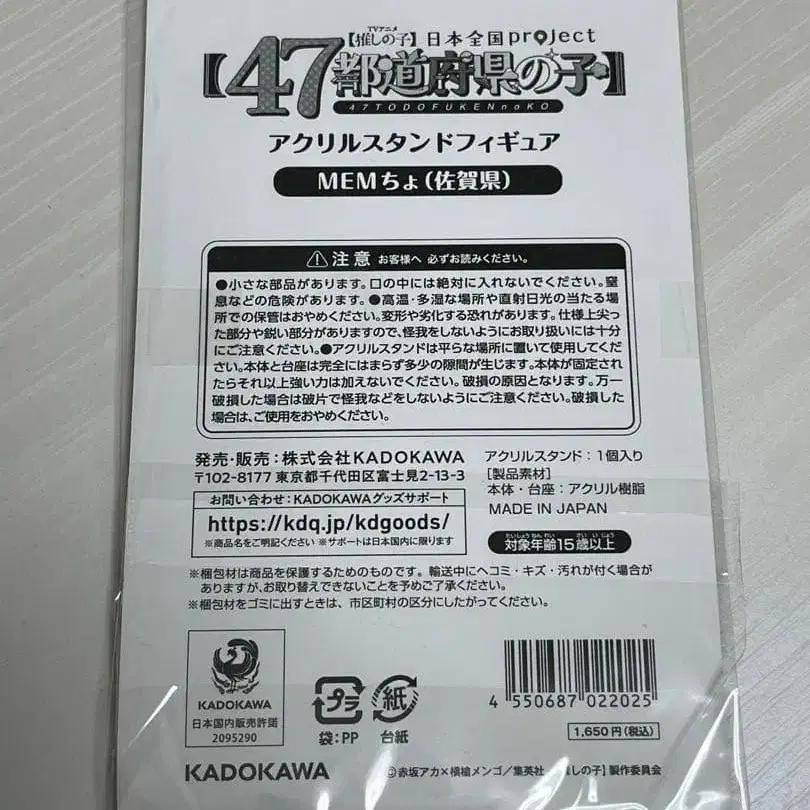 TVアニメ
【推しの子】日本全国project
【47都道府県の子】
47TODOFUKENnoKO
アクリルスタンドフィギュア
MEMちょ(佐賀県)
注意 お客様へ 必ずお読みください。
●小さな部品があります。口の中には絶対に入れないでください。窒
息などの危険があります。●高温・多湿な場所や直射日光の当たる場
所での保管はおやめください。変形や劣化する恐れがあります。仕様上尖っ
た部分や鋭い部分がありますので、怪我をしないようにお取り扱いには十分
にご注意ください。●アクリルスタンドは平らな場所に置いて使用してくだ
さい。本体と台座は完全にはまらず多少の隙間が生じます。本体が固定され
たらそれ以上強い力は加えないでください。破損の原因となります。万一
破損した場合は破片で怪我などをしないようにご注意ください。破損した
場合は、ご使用をおやめください。
発売・販売:株式会社KADOKAWA
〒102-8177 東京都千代田区富士見2-13-3
お問い合わせ:KADOKAWAグッズサポート
https://kdq.jp/kdgoods/
※商品名をご明記ください ※サポートは日本国内に限ります
アクリルスタンド:1個入り
[製品素材]
本体・台座:アクリル樹脂
MADE IN JAPAN
たいしょうねんれい さい いじょう
対象年齢15歳以上
※梱包材は商品を保護するためのものです。輸送中にヘコミ・キズ・汚れが付く場合が
ありますが、お取り替えできないことを予めご了承ください。
※梱包材をゴミに出すときは、市区町村の区分にしたがってください。
KADOKAWA
日本国内販売許諾
2095290
プラ
袋:PP
紙
台紙
4 550687 022025
1,650円(税込)
KADOKAWA
©赤坂アカ×横槍メンゴ/集英社・【推しの子】製作委員会